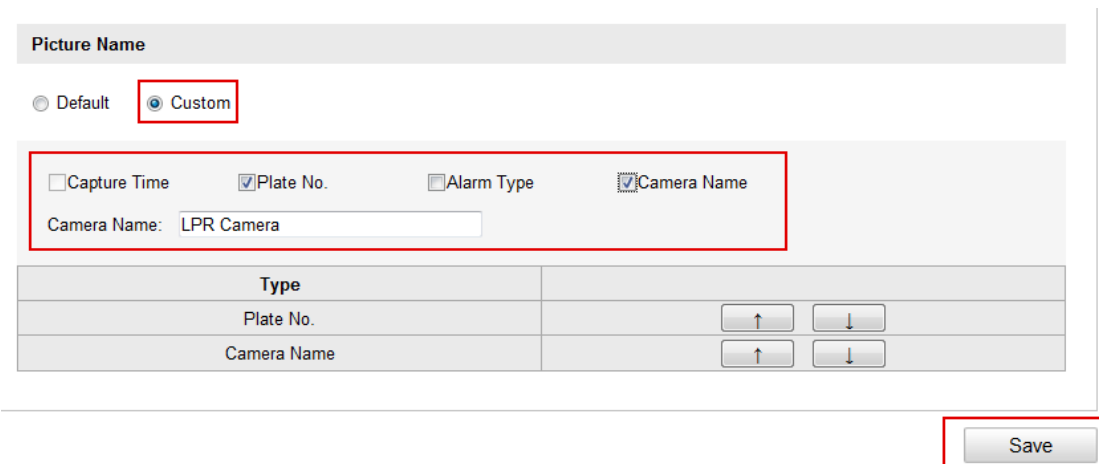 Picture Name
Default Custom
Capture Time Plate No. Alarm Type Camera Name
Camera Name: LPR Camera
Type
Plate No. ↑ ↓
Camera Name ↑ ↓
Save